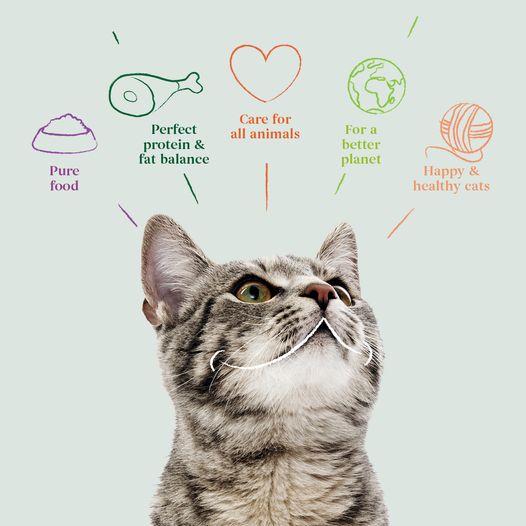 Pure
food
Perfect
protein &
fat balance
Care for
all animals
For a
better
planet
Happy &
healthy cats